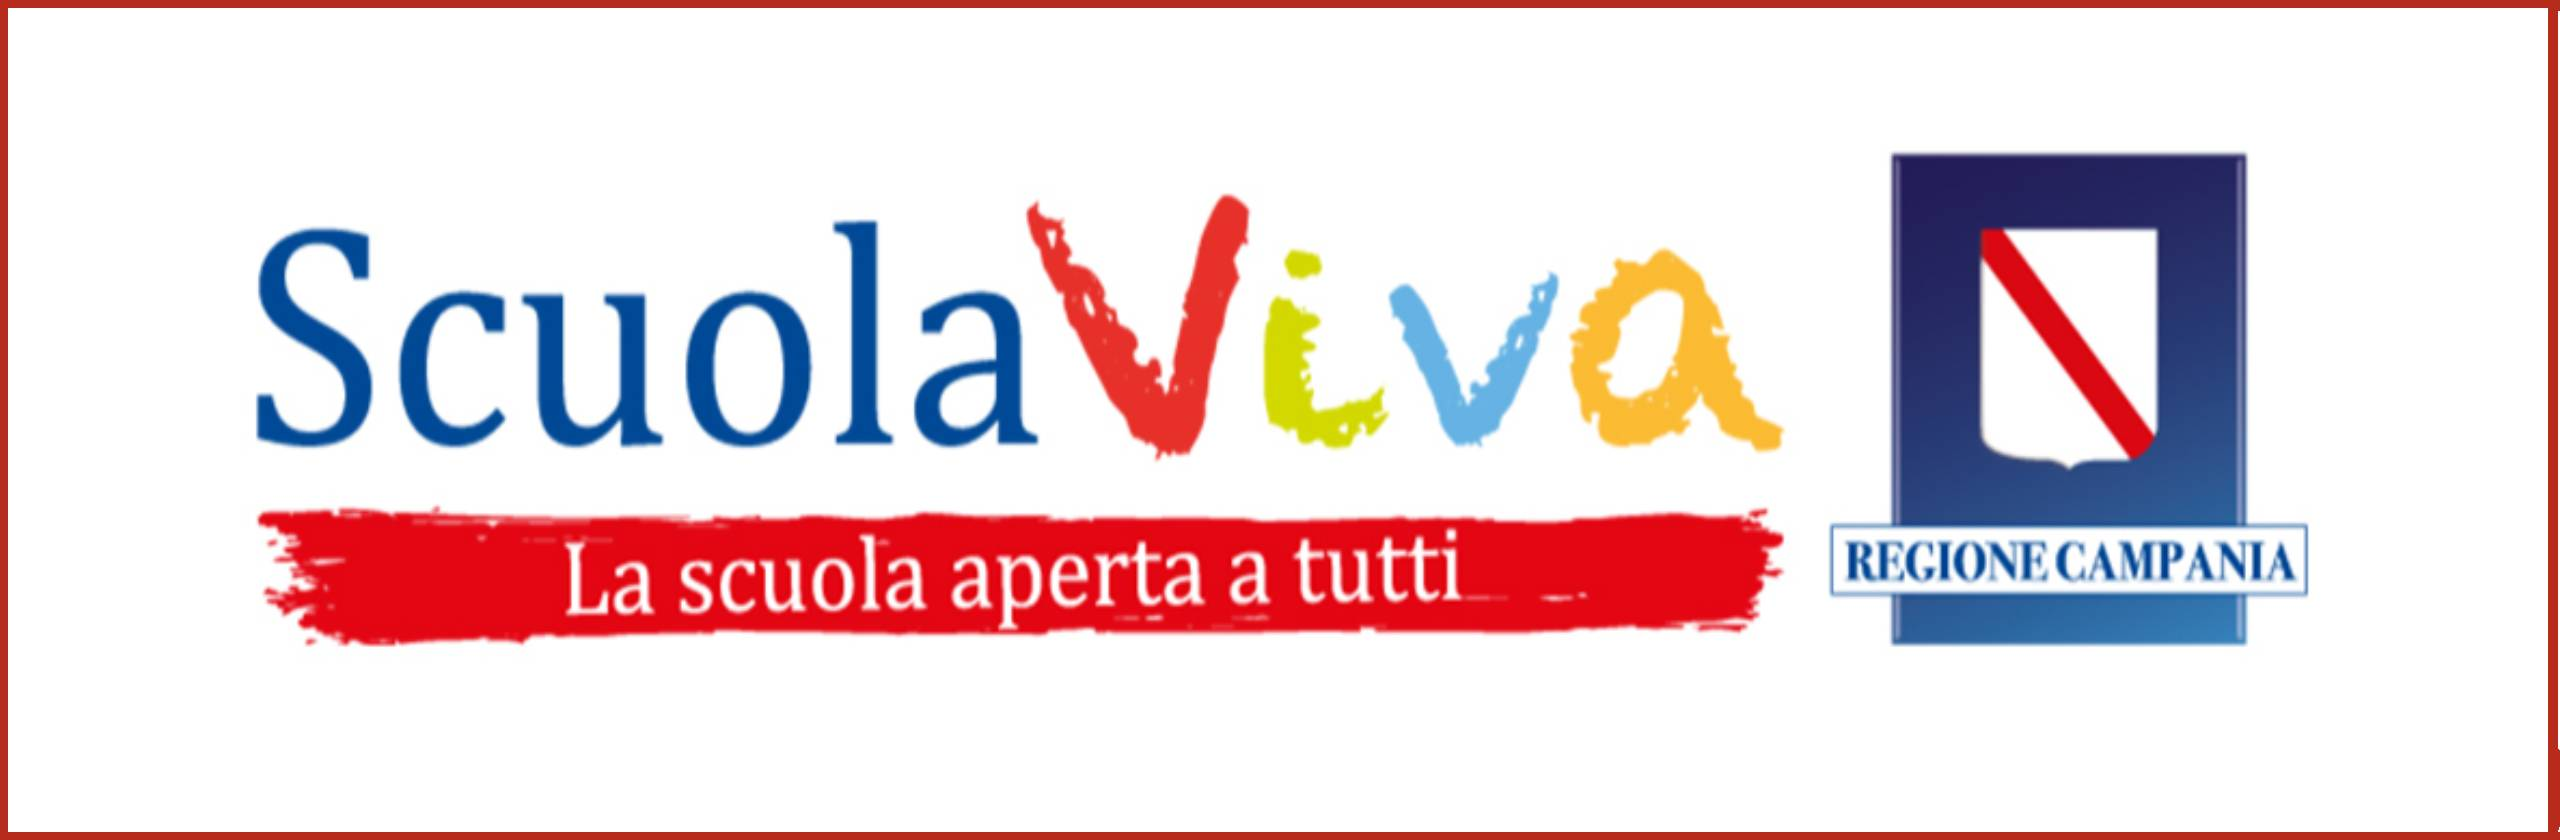 ScuolaViva
La scuola aperta a tutti
REGIONE CAMPANIA